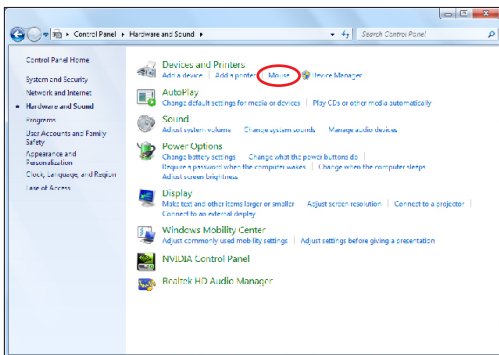 Control Panel ▸ Hardware and Sound ▸
Search Control Panel
Control Panel Home
System and Security
Network and Internet
Hardware and Sound
Programs
User Accounts and Family
Safety
Appearance and
Personalization
Clock, Language, and Region
Ease of Access
Devices and Printers
Add a device | Add a printer | Mouse | Device Manager
AutoPlay
Change default settings for media or devices | Play CDs or other media automatically
Sound
Adjust system volume | Change system sounds | Manage audio devices
Power Options
Change battery settings | Change what the power buttons do |
Require a password when the computer wakes | Change when the computer sleeps
Adjust screen brightness
Display
Make text and other items larger or smaller | Adjust screen resolution | Connect to a projector |
Connect to an external display
Windows Mobility Center
Adjust commonly used mobility settings | Adjust settings before giving a presentation
NVIDIA Control Panel
Realtek HD Audio Manager